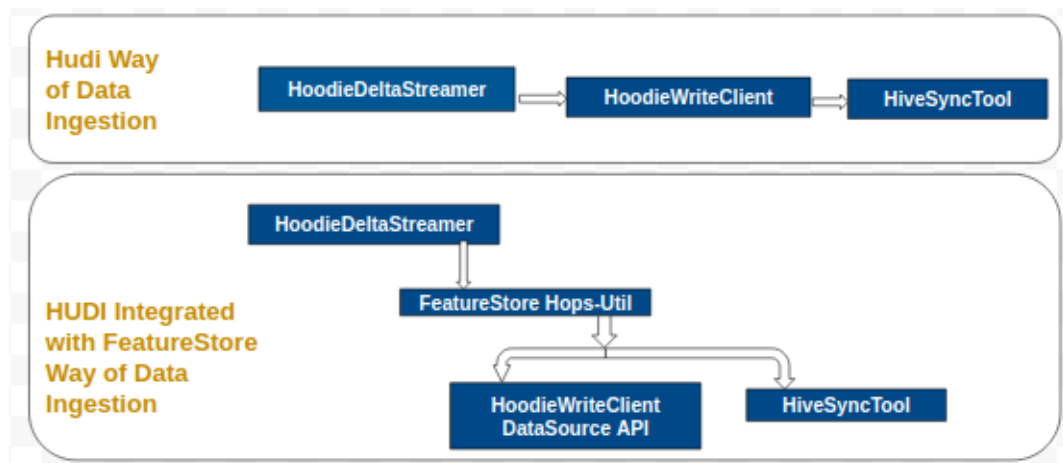 Hudi Way
of Data
Ingestion
HoodieDeltaStreamer
HoodieWriteClient
HiveSyncTool
HUDI Integrated
with FeatureStore
Way of Data
Ingestion
HoodieDeltaStreamer
FeatureStore Hops-Util
HoodieWriteClient
DataSource API
HiveSyncTool